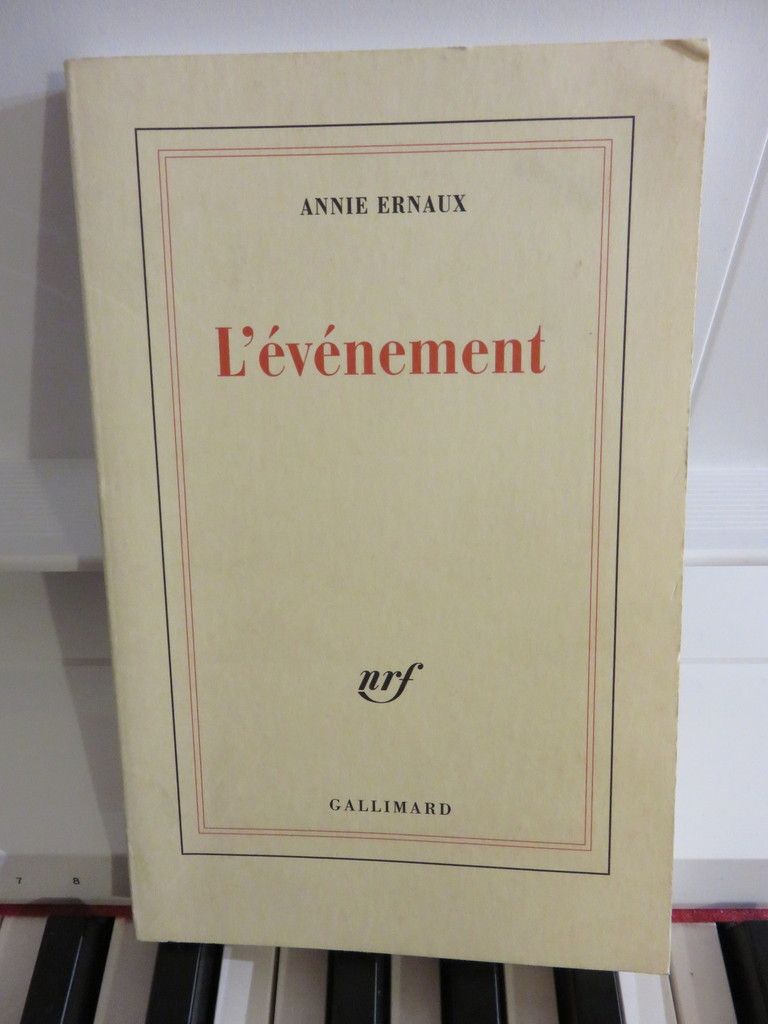 ANNIE ERNAUX
L'événement
nrf
GALLIMARD
7 8